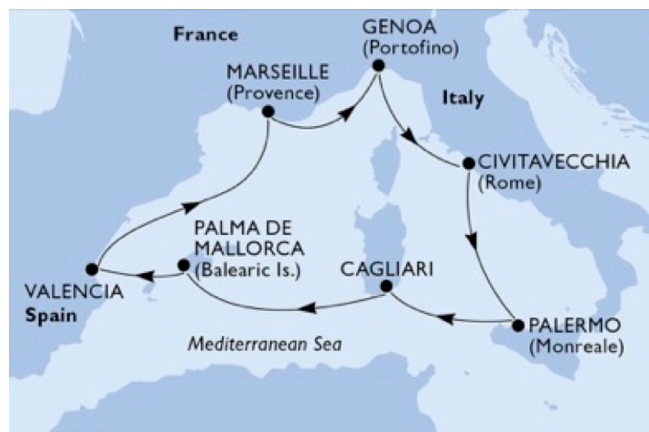 France
GENOA
(Portofino)
MARSEILLE
(Provence)
Italy
CIVITAVECCHIA
(Rome)
PALMA DE
MALLORCA
(Balearic Is.)
CAGLIARI
VALENCIA
Spain
PALERMO
(Monreale)
Mediterranean Sea